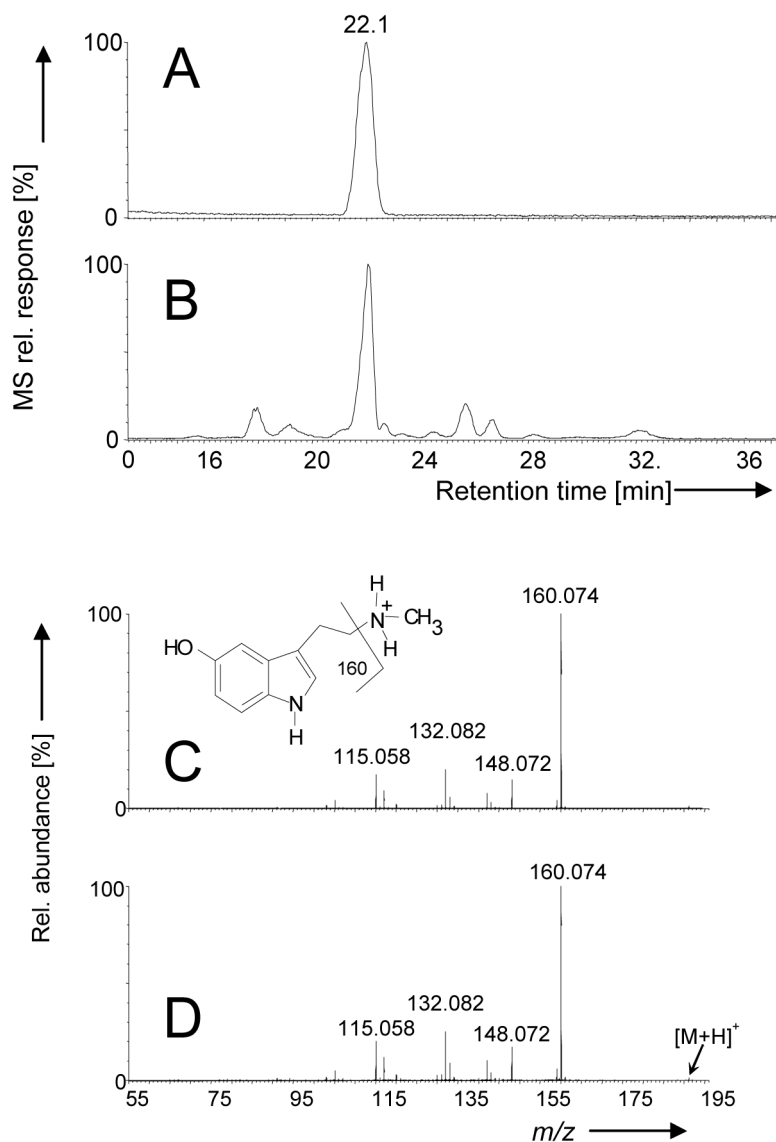 22.1
100
A
0
MS rel. response [%]
100
B
0
0 16 20 24 28 32. 36
Retention time [min]
H
160.074
100
N + CH3
H
HO
160
N
H
132.082
C
115.058
148.072
0
Rel. abundance [%]
160.074
100
132.082
D
115.058
148.072
[M+H]+
0
55 75 95 115 135 155 175 195
m/z